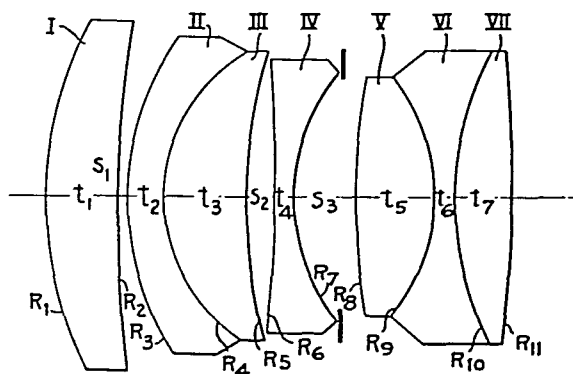 I II III IV V VI VII
t1 S1 t2 t3 S2 t4 S3 t5 t6 t7
R1 R2 R3 R4 R5 R6 R7 R8 R9 R10 R11